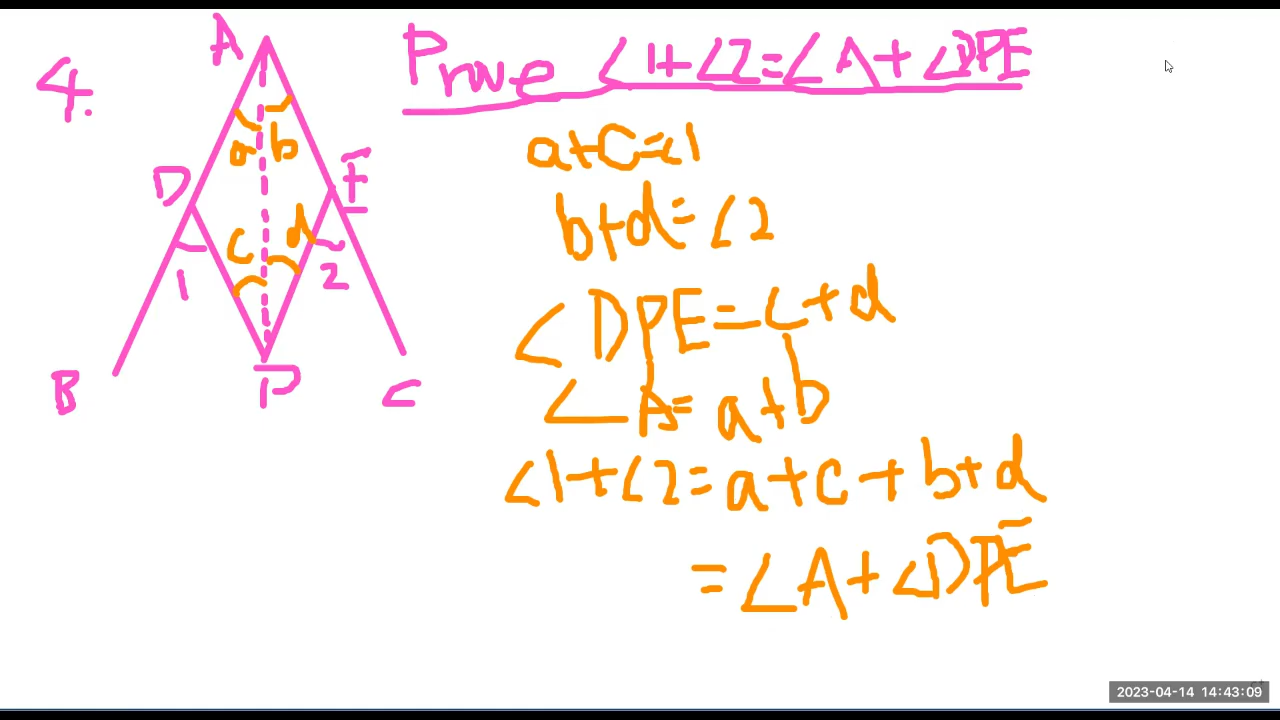 4.
Prove ∠1+∠2=∠A+∠DPE
A
a b
D E
c d
1 2
B P C
a+c=∠1
b+d=∠2
∠DPE=c+d
∠A=a+b
∠1+∠2=a+c+b+d
=∠A+∠DPE
2023-04-14 14:43:09